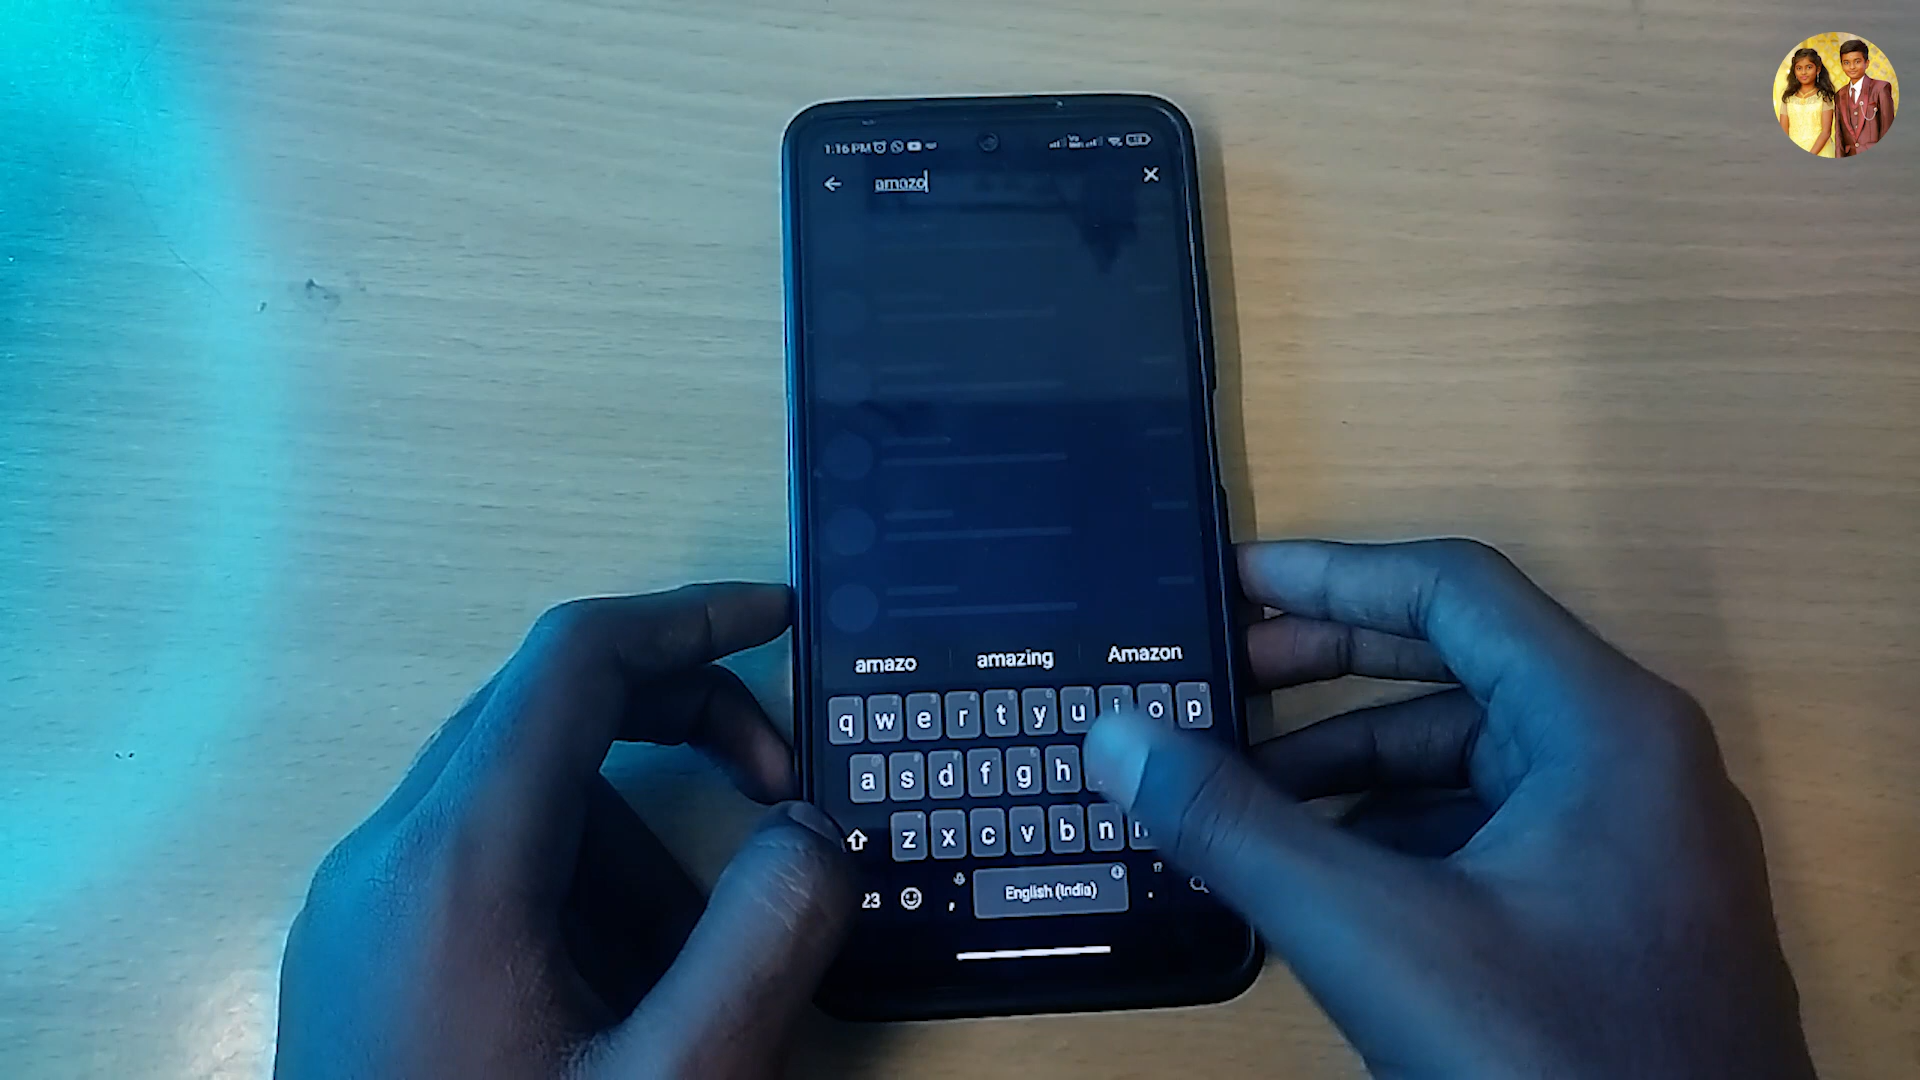 1:16 PM
amazo
amazo amazing Amazon
q w e r t y u i o p
a s d f g h
z x c v b n
23 , English (India) .